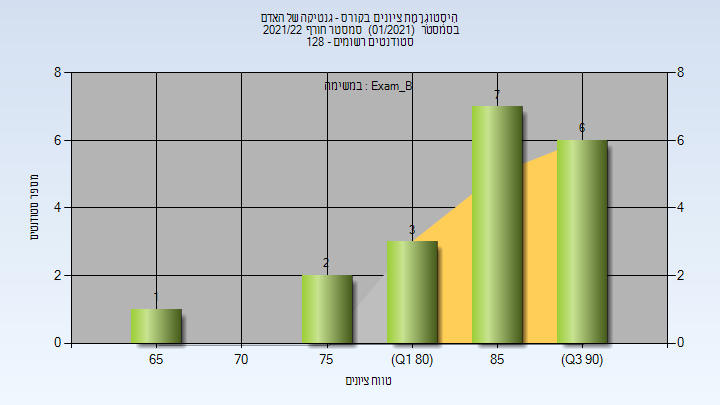 היסטוגרמת ציונים בקורס - גנטיקה של האדם
בסמסטר (01/2021) סמסטר חורף 2021/22
סטודנטים רשומים - 128
במשימה : Exam_B
8 8
7
6 6
6
4 4
3
2 2
2
1
0 0
65 70 75 (Q1 80) 85 (Q3 90)
מספר סטודנטים
טווח ציונים